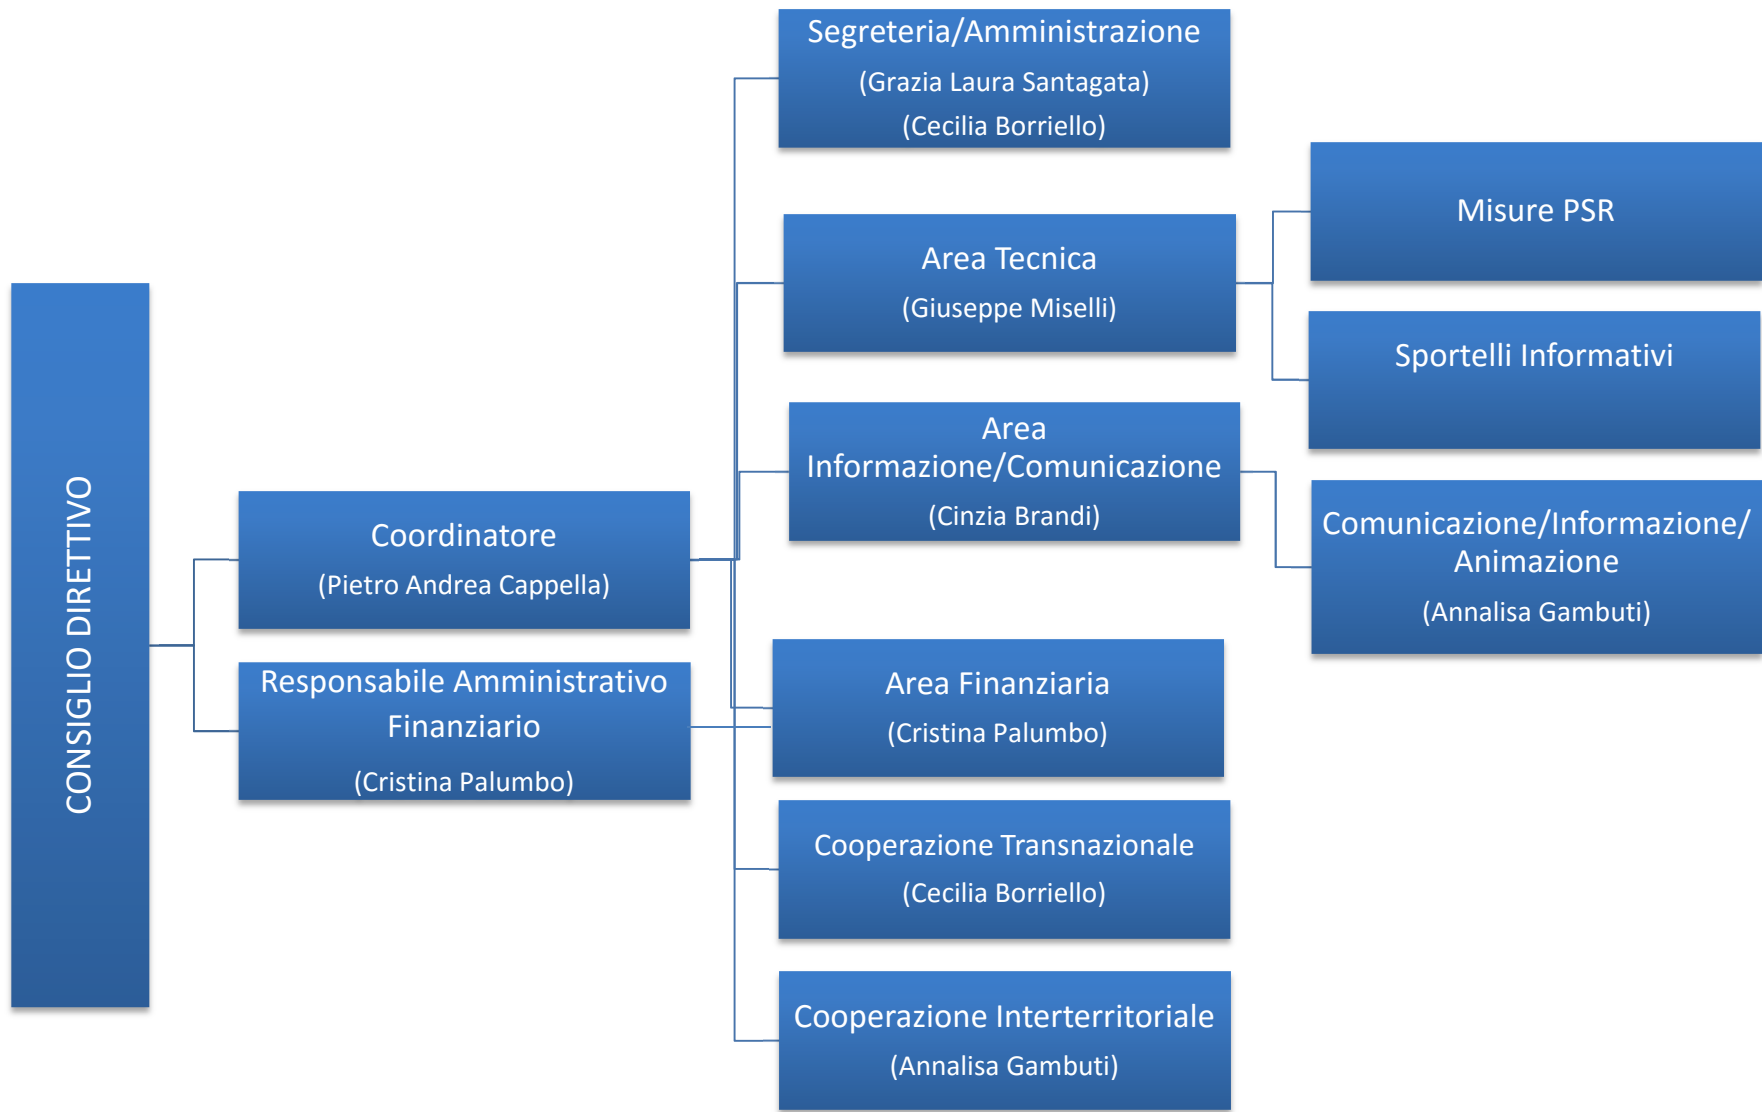 CONSIGLIO DIRETTIVO
Coordinatore
(Pietro Andrea Cappella)
Responsabile Amministrativo
Finanziario
(Cristina Palumbo)
Segreteria/Amministrazione
(Grazia Laura Santagata)
(Cecilia Borriello)
Area Tecnica
(Giuseppe Miselli)
Area
Informazione/Comunicazione
(Cinzia Brandi)
Area Finanziaria
(Cristina Palumbo)
Cooperazione Transnazionale
(Cecilia Borriello)
Cooperazione Interterritoriale
(Annalisa Gambuti)
Misure PSR
Sportelli Informativi
Comunicazione/Informazione/
Animazione
(Annalisa Gambuti)